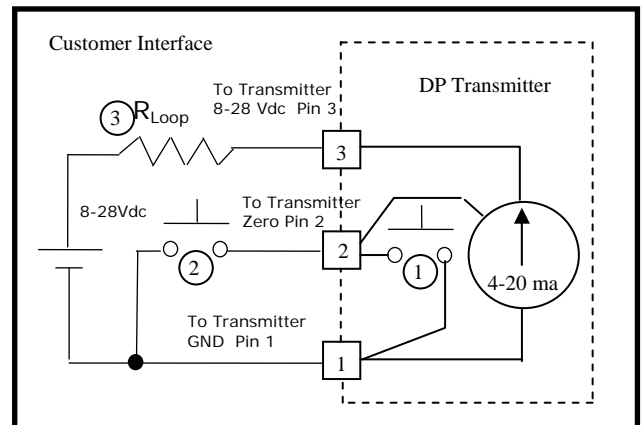 Customer Interface
DP Transmitter
To Transmitter
8-28 Vdc Pin 3
3
R Loop
3
8-28Vdc
To Transmitter
Zero Pin 2
2
2
1
4-20 ma
To Transmitter
GND Pin 1
1